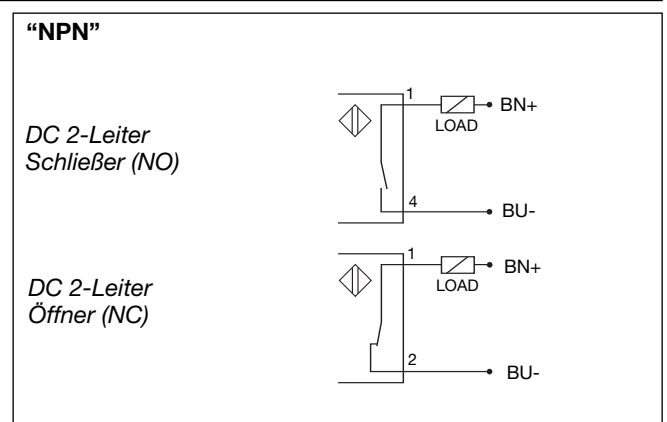 “NPN”
DC 2-Leiter
Schließer (NO)
1
BN+
LOAD
4
BU-
DC 2-Leiter
Öffner (NC)
1
BN+
LOAD
2
BU-